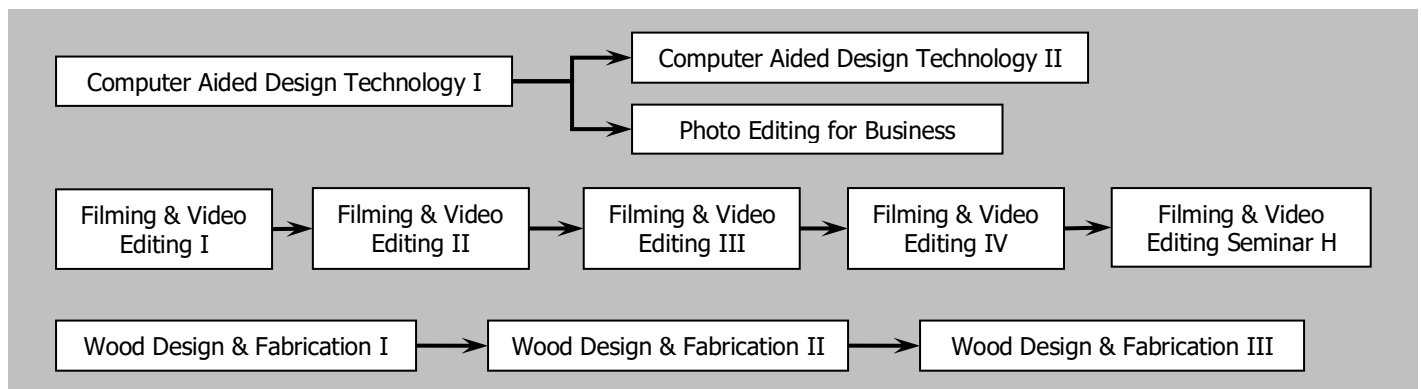 Computer Aided Design Technology I
Computer Aided Design Technology II
Photo Editing for Business
Filming & Video
Editing I
Filming & Video
Editing II
Filming & Video
Editing III
Filming & Video
Editing IV
Filming & Video
Editing Seminar H
Wood Design & Fabrication I
Wood Design & Fabrication II
Wood Design & Fabrication III